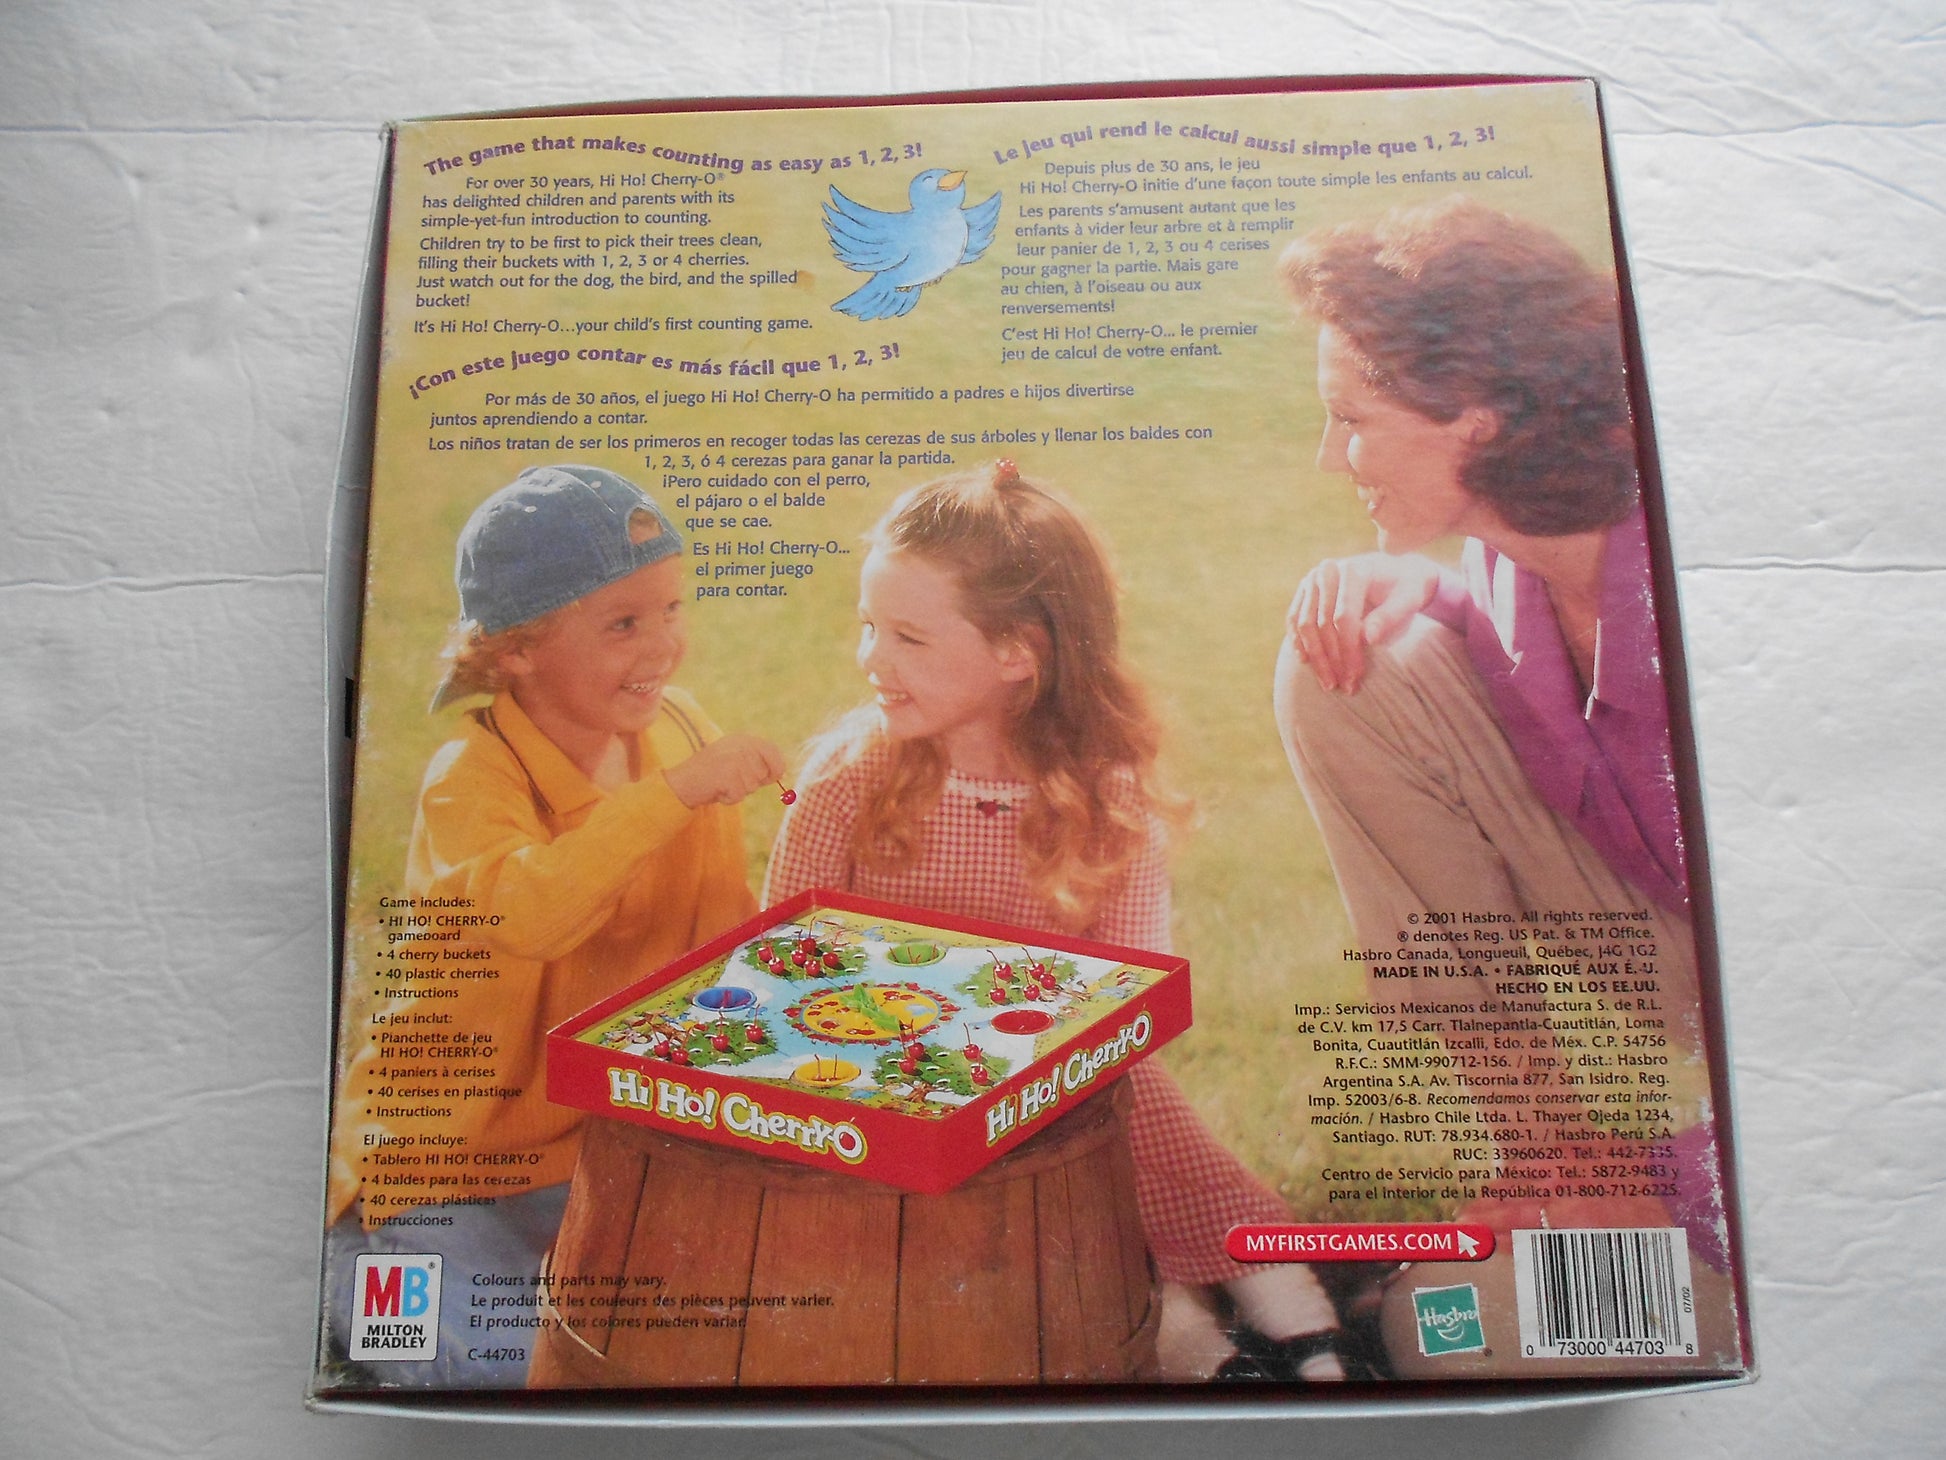 The game that makes counting as easy as 1, 2, 3!
For over 30 years, Hi Ho! Cherry-O®
has delighted children and parents with its
simple-yet-fun introduction to counting.
Children try to be first to pick their trees clean,
filling their buckets with 1, 2, 3 or 4 cherries.
Just watch out for the dog, the bird, and the spilled
bucket!
It's Hi Ho! Cherry-O...your child's first counting game.
Le jeu qui rend le calcul aussi simple que 1, 2, 3!
Depuis plus de 30 ans, le jeu
Hi Ho! Cherry-O initie d'une façon toute simple les enfants au calcul.
Les parents s'amusent autant que les
enfants à vider leur arbre et à remplir
leur panier de 1, 2, 3 ou 4 cerises
pour gagner la partie. Mais gare
au chien, à l'oiseau ou aux
renversements!
C'est Hi Ho! Cherry-O... le premier
jeu de calcul de votre enfant.
¡Con este juego contar es más fácil que 1, 2, 3!
Por más de 30 años, el juego Hi Ho! Cherry-O ha permitido a padres e hijos divertirse
juntos aprendiendo a contar.
Los niños tratan de ser los primeros en recoger todas las cerezas de sus árboles y llenar los baldes con
1, 2, 3, ó 4 cerezas para ganar la partida.
¡Pero cuidado con el perro,
el pájaro o el balde
que se cae.
Es Hi Ho! Cherry-O...
el primer juego
para contar.
Game includes:
• HI HO! CHERRY-O®
gameboard
• 4 cherry buckets
• 40 plastic cherries
• Instructions
Le jeu inclut:
• Planchette de jeu
HI HO! CHERRY-O®
• 4 paniers à cerises
• 40 cerises en plastique
• Instructions
El juego incluye:
• Tablero HI HO! CHERRY-O®
• 4 baldes para las cerezas
• 40 cerezas plásticas
• Instrucciones
Hi Ho! Cherry-O
Hi Ho! Cherry-O
© 2001 Hasbro. All rights reserved.
® denotes Reg. US Pat. & TM Office.
Hasbro Canada, Longueuil, Québec, J4G 1G2
MADE IN U.S.A. • FABRIQUÉ AUX É.-U.
HECHO EN LOS EE.UU.
Imp.: Servicios Mexicanos de Manufactura S. de R.L.
de C.V. km 17,5 Carr. Tlalnepantla-Cuautitlán, Loma
Bonita, Cuautitlán Izcalli, Edo. de Méx. C.P. 54756
R.F.C.: SMM-990712-156. / Imp. y dist.: Hasbro
Argentina S.A. Av. Tiscornia 877, San Isidro. Reg.
Imp. 52003/6-8. Recomendamos conservar esta infor-
mación. / Hasbro Chile Ltda. L. Thayer Ojeda 1234,
Santiago. RUT: 78.934.680-1. / Hasbro Perú S.A.
RUC: 33960620. Tel.: 442-7335.
Centro de Servicio para México: Tel.: 5872-9483 y
para el interior de la República 01-800-712-6225.
MYFIRSTGAMES.COM
MB®
MILTON
BRADLEY
Colours and parts may vary.
Le produit et les couleurs des pièces peuvent varier.
El producto y los colores pueden variar.
C-44703
Hasbro®
07/02
0 73000 44703 8